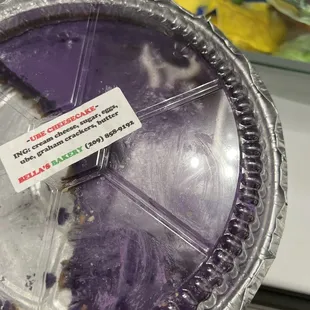 ~UBE CHEESECAKE~
ING: cream cheese, sugar, eggs,
ube, graham crackers, butter
BELLA'S BAKERY (209) 898-9192